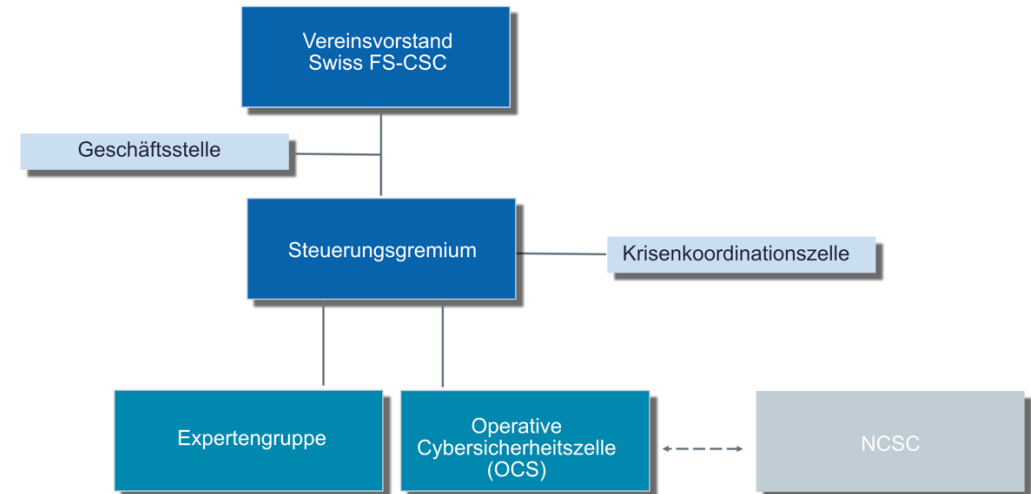 Vereinsvorstand
Swiss FS-CSC
Geschäftsstelle
Steuerungsgremium
Krisenkoordinationszelle
Expertengruppe
Operative
Cybersicherheitszelle
(OCS)
NCSC